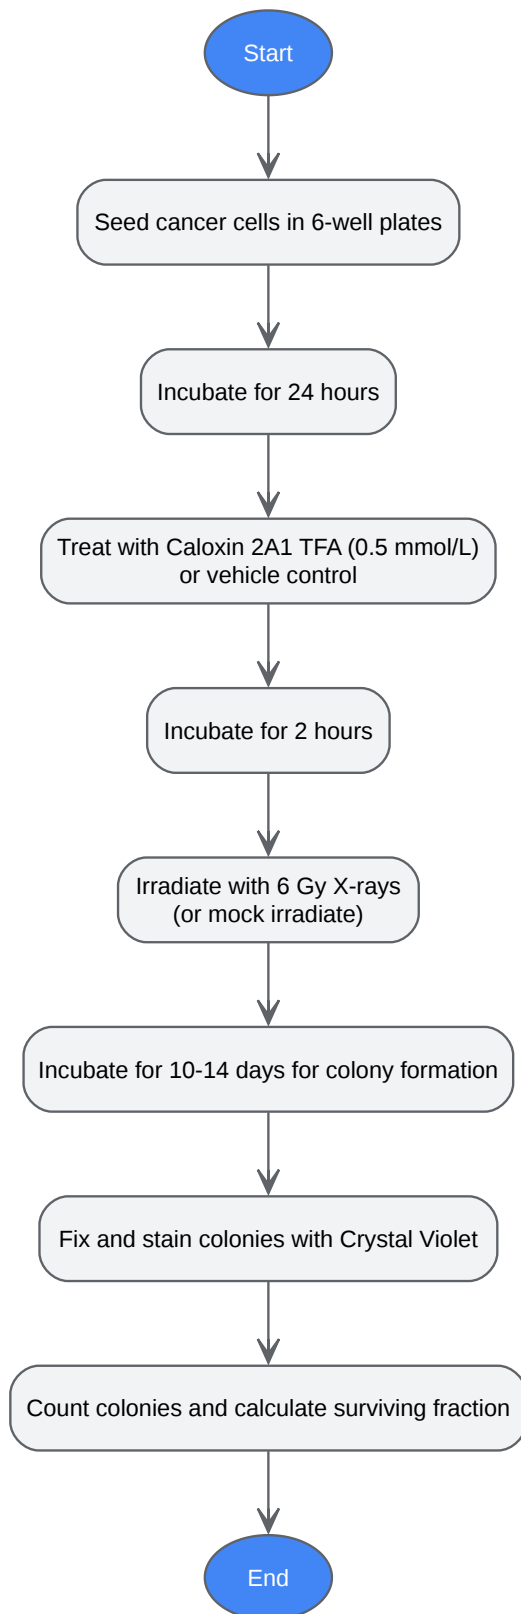 Start
Seed cancer cells in 6-well plates
Incubate for 24 hours
Treat with Caloxin 2A1 TFA (0.5 mmol/L)
or vehicle control
Incubate for 2 hours
Irradiate with 6 Gy X-rays
(or mock irradiate)
Incubate for 10-14 days for colony formation
Fix and stain colonies with Crystal Violet
Count colonies and calculate surviving fraction
End